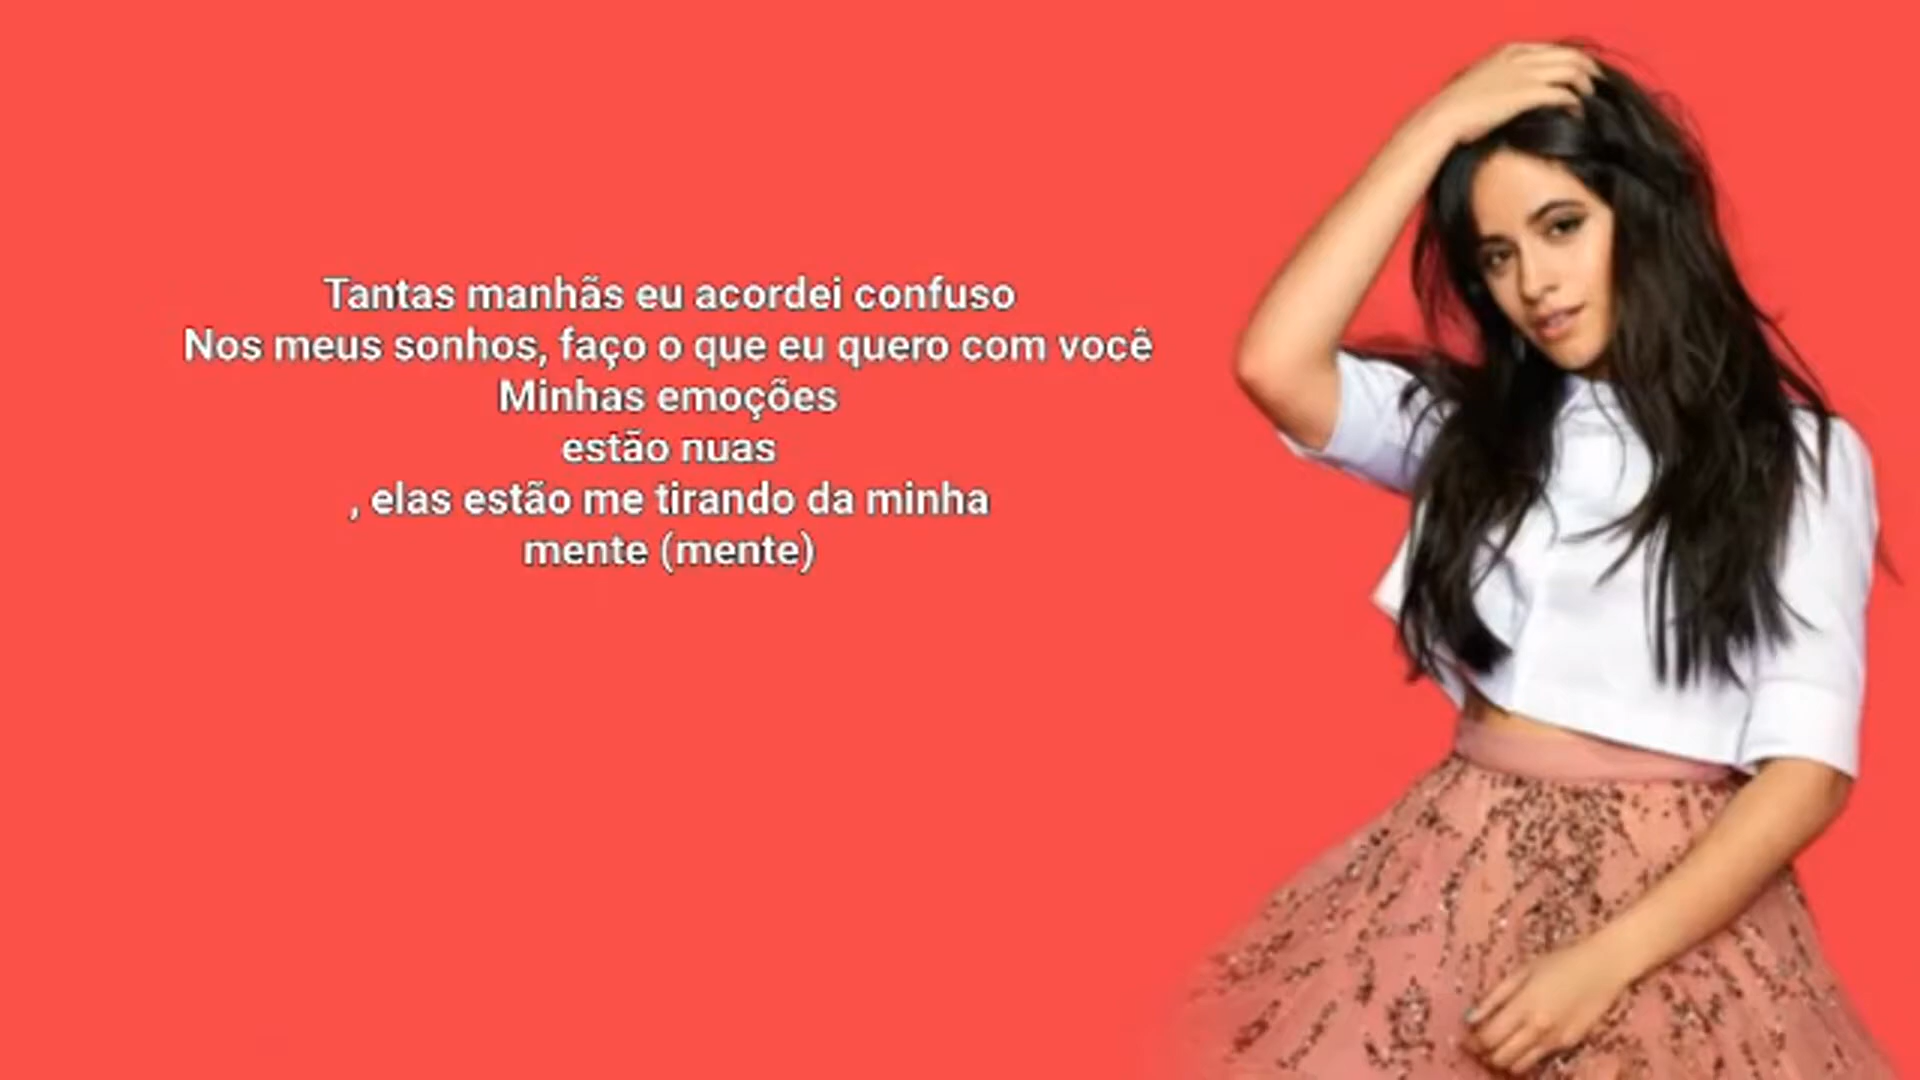 Tantas manhãs eu acordei confuso
Nos meus sonhos, faço o que eu quero com você
Minhas emoções
estão nuas
, elas estão me tirando da minha
mente (mente)